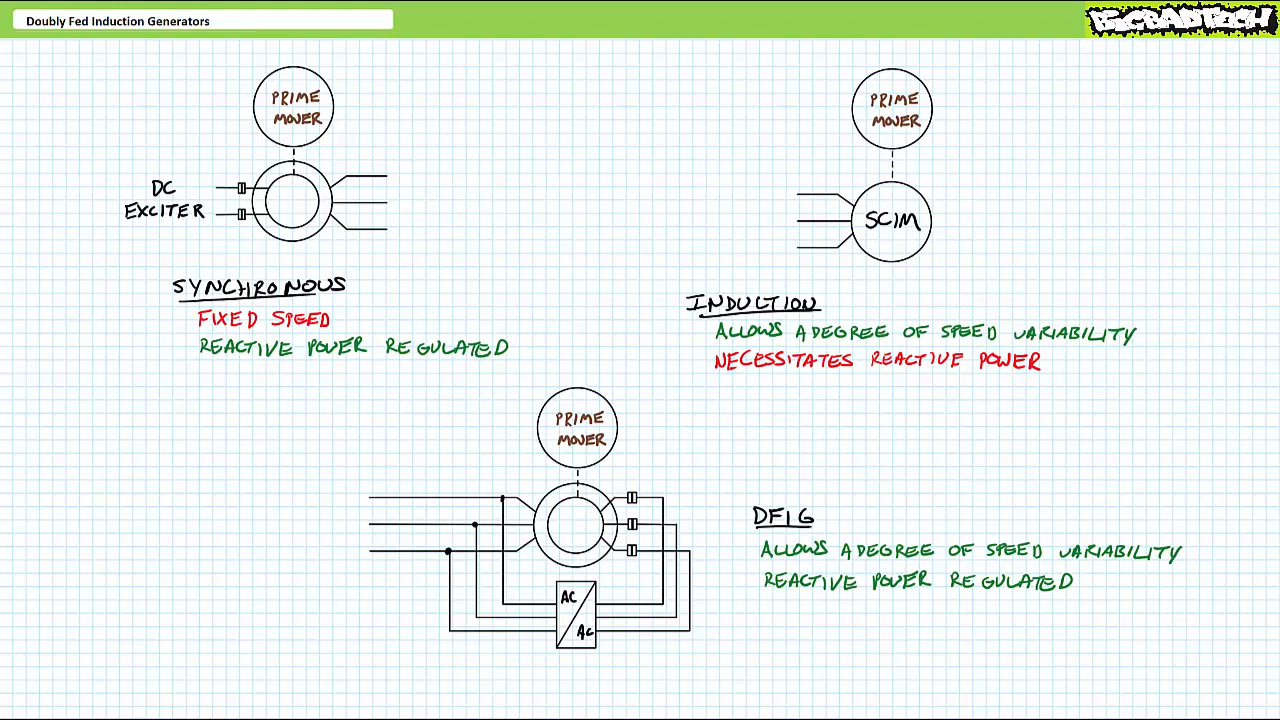 Doubly Fed Induction Generators
BIGBADTECH
PRIME
MOVER
DC
EXCITER
SYNCHRONOUS
FIXED SPEED
REACTIVE POWER REGULATED
PRIME
MOVER
SCIM
INDUCTION
ALLOWS A DEGREE OF SPEED VARIABILITY
NECESSITATES REACTIVE POWER
PRIME
MOVER
AC
AC
DFIG
ALLOWS A DEGREE OF SPEED VARIABILITY
REACTIVE POWER REGULATED